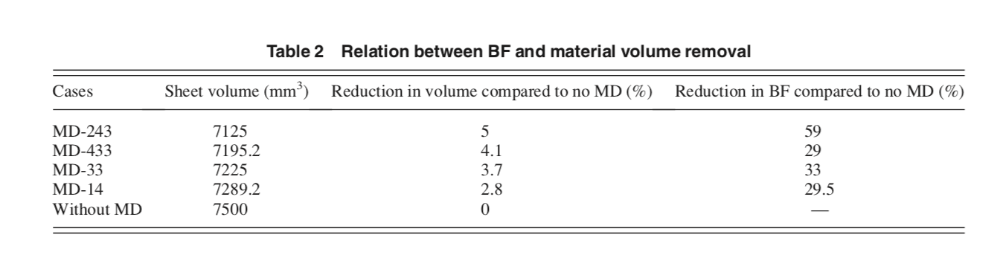 Table 2 Relation between BF and material volume removal
Cases Sheet volume (mm³) Reduction in volume compared to no MD (%) Reduction in BF compared to no MD (%)
MD-243 7125 5 59
MD-433 7195.2 4.1 29
MD-33 7225 3.7 33
MD-14 7289.2 2.8 29.5
Without MD 7500 0 —